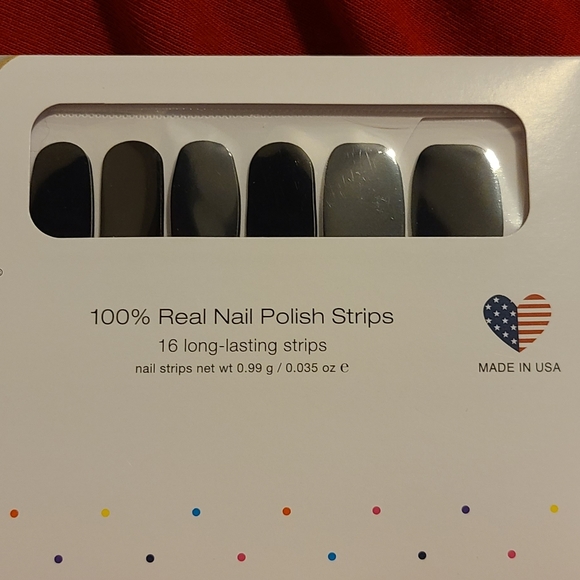 100% Real Nail Polish Strips
16 long-lasting strips
nail strips net wt 0.99 g / 0.035 oz ℮
MADE IN USA